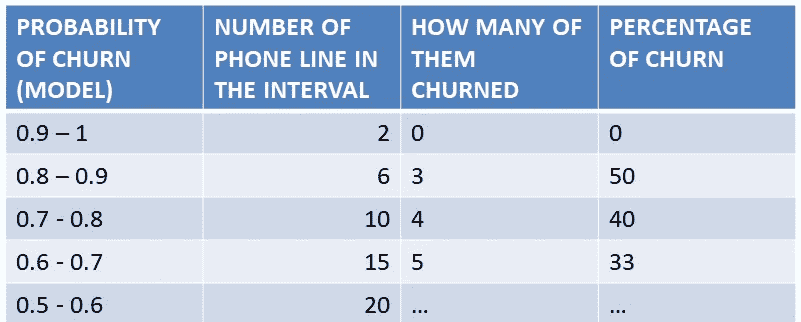 PROBABILITY OF CHURN (MODEL) NUMBER OF PHONE LINE IN THE INTERVAL HOW MANY OF THEM CHURNED PERCENTAGE OF CHURN
0.9 – 1 2 0 0
0.8 – 0.9 6 3 50
0.7 - 0.8 10 4 40
0.6 - 0.7 15 5 33
0.5 - 0.6 20 ... ...